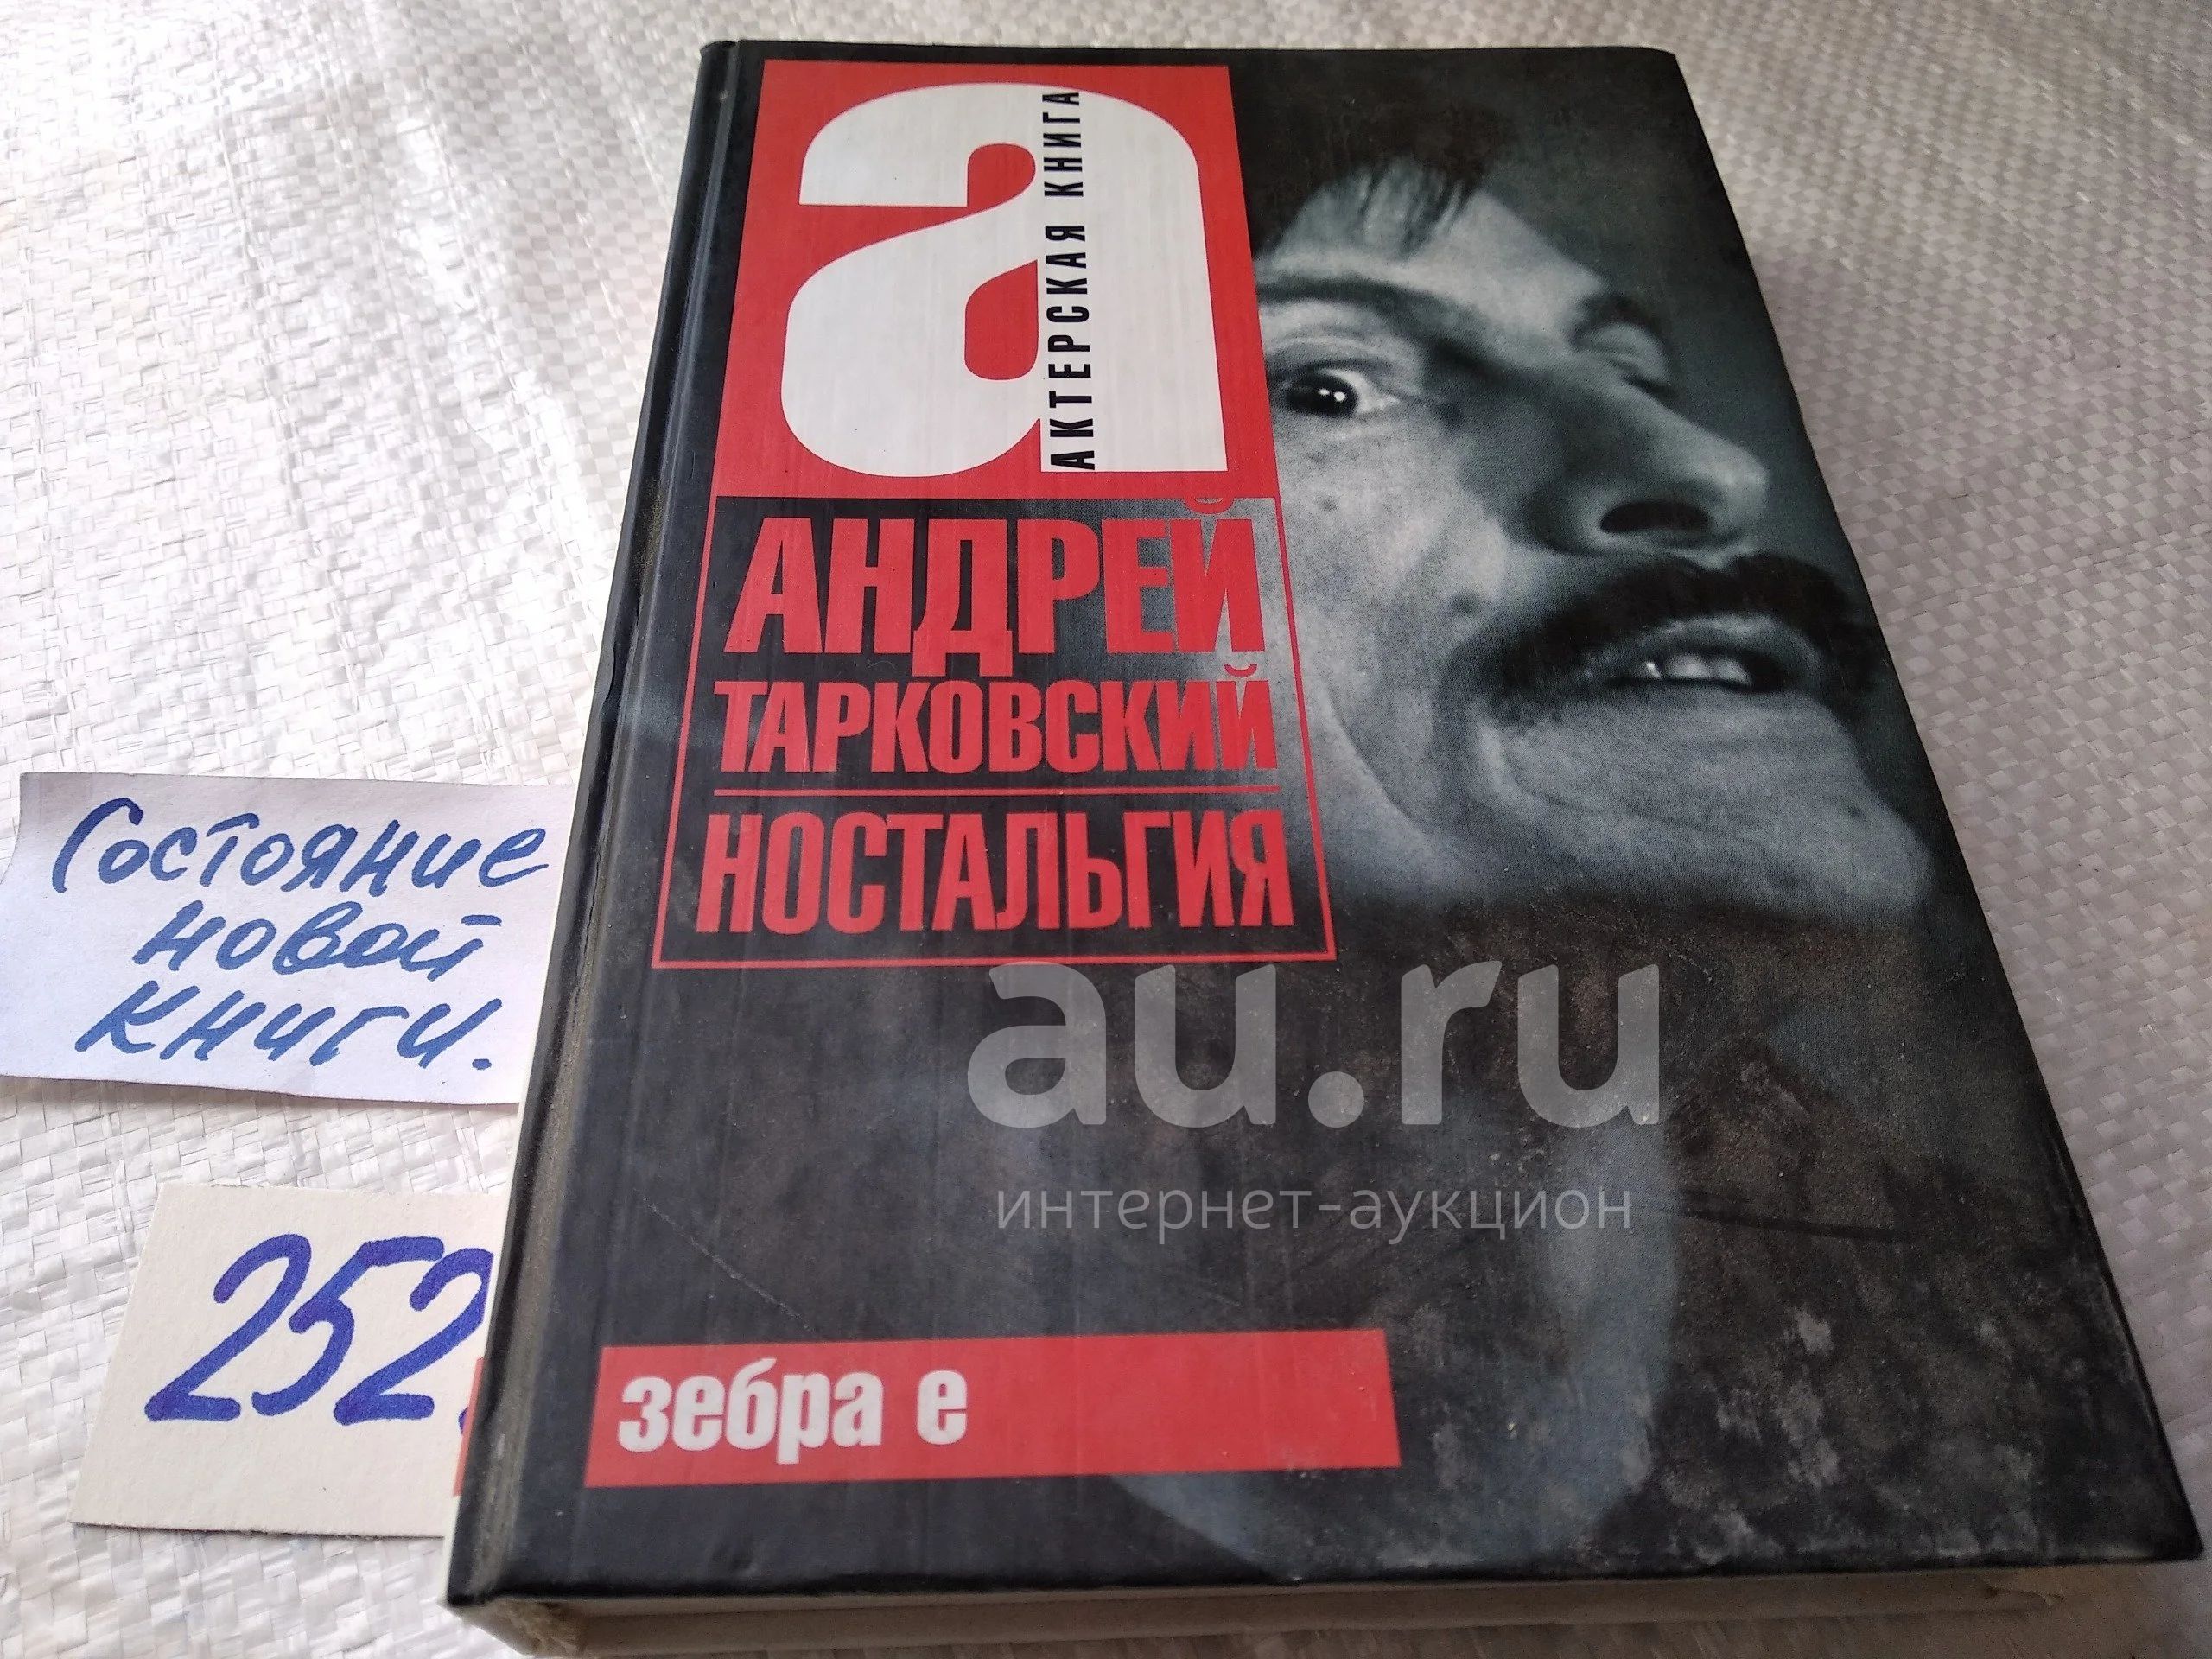 а
АКТЕРСКАЯ КНИГА
АНДРЕЙ
ТАРКОВСКИЙ
НОСТАЛЬГИЯ
Состояние
новой
книги.
252
au.ru
интернет-аукцион
зебра е